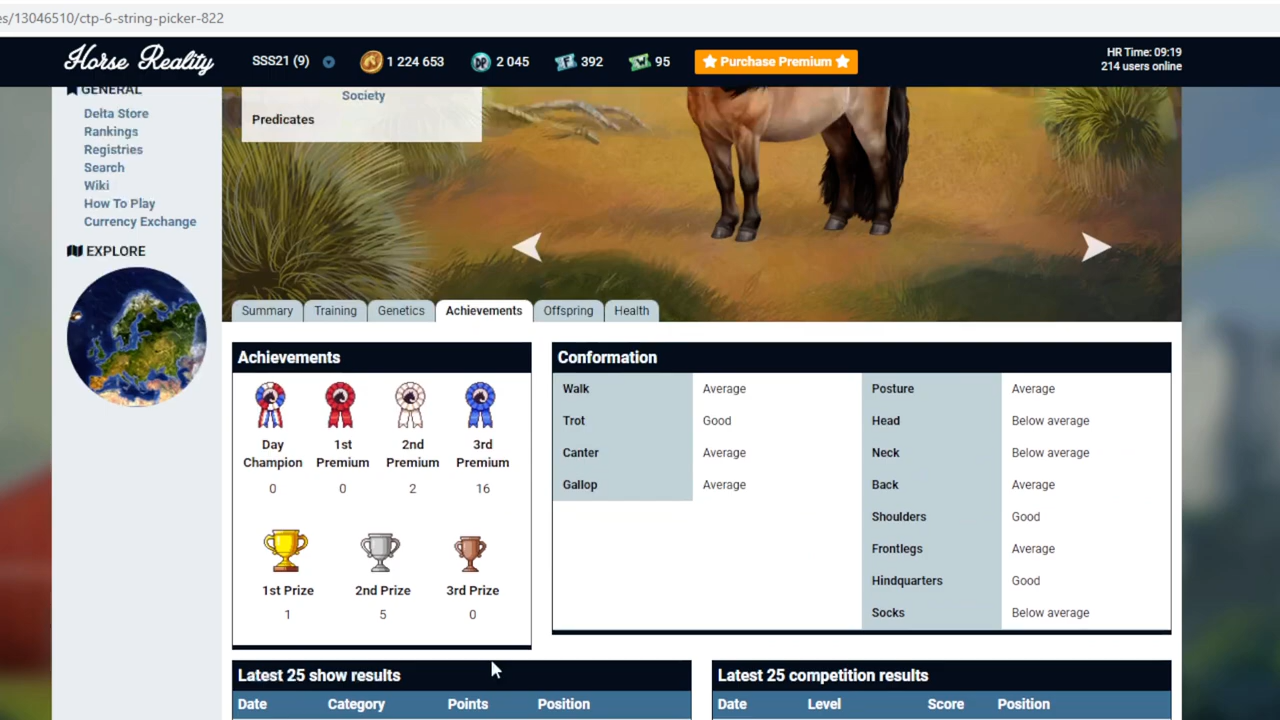 es/13046510/ctp-6-string-picker-822
Horse Reality
SSS21 (9)
1 224 653
DP
2 045
392
95
Purchase Premium
HR Time: 09:19
214 users online
GENERAL
Delta Store
Rankings
Registries
Search
Wiki
How To Play
Currency Exchange
EXPLORE
Society
Predicates
Summary
Training
Genetics
Achievements
Offspring
Health
Achievements
Day Champion
1st Premium
2nd Premium
3rd Premium
0
0
2
16
1st Prize
2nd Prize
3rd Prize
1
5
0
Conformation
Walk Average
Trot Good
Canter Average
Gallop Average
Posture Average
Head Below average
Neck Below average
Back Average
Shoulders Good
Frontlegs Average
Hindquarters Good
Socks Below average
Latest 25 show results
Date Category Points Position
Latest 25 competition results
Date Level Score Position